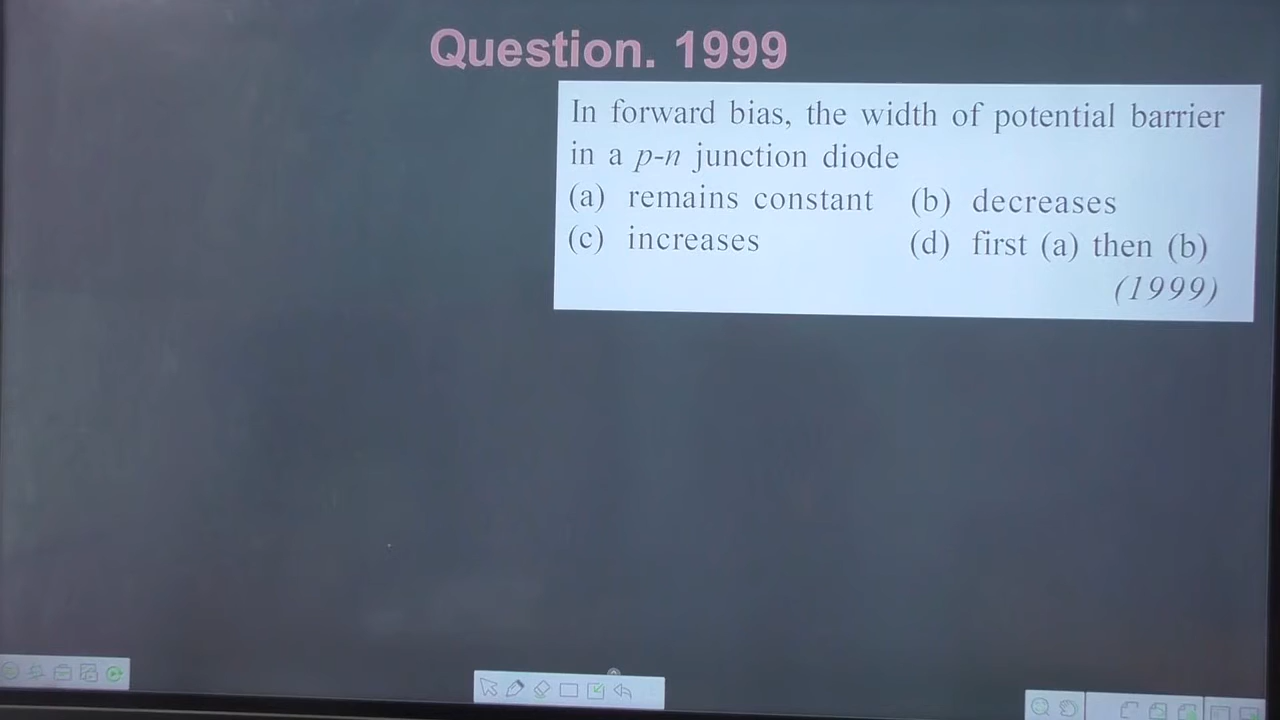 Question. 1999
In forward bias, the width of potential barrier
in a p-n junction diode
(a) remains constant (b) decreases
(c) increases (d) first (a) then (b)
(1999)